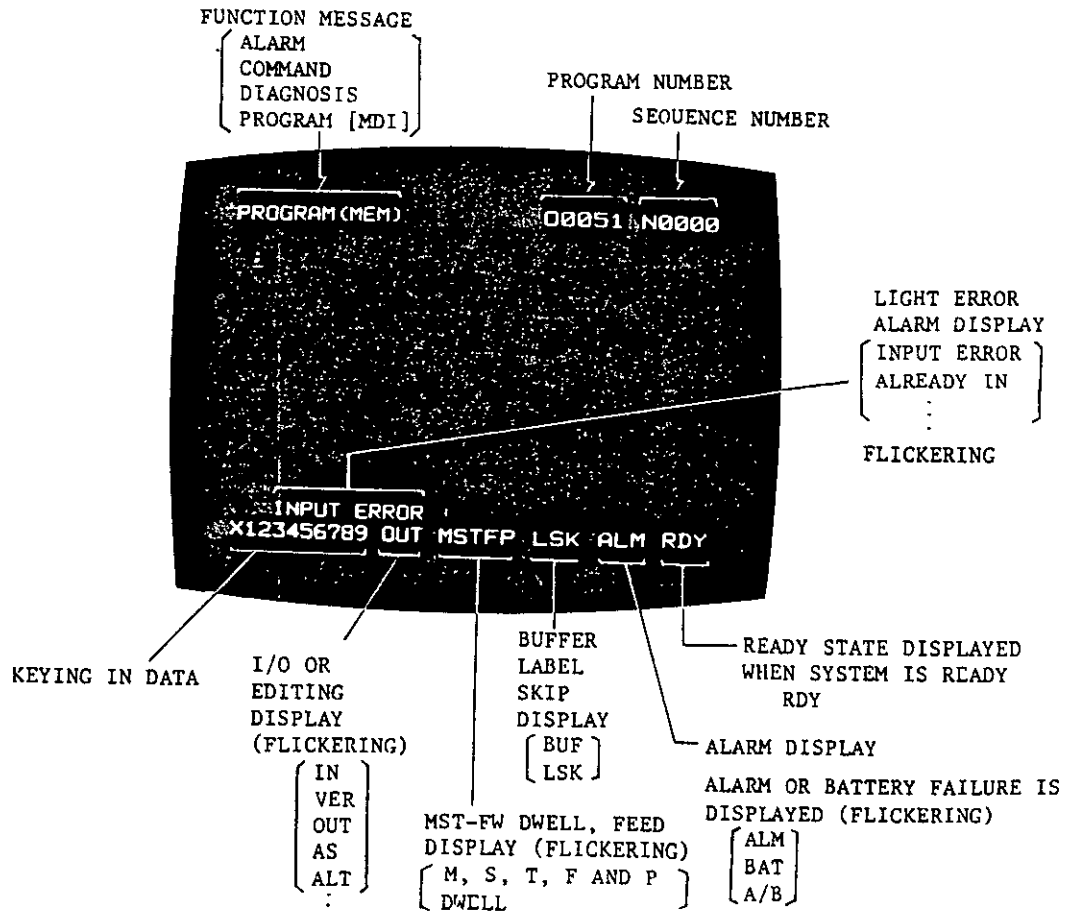 FUNCTION MESSAGE
ALARM
COMMAND
DIAGNOSIS
PROGRAM [MDI]
PROGRAM NUMBER
SEQUENCE NUMBER
PROGRAM(MEM)
O0051 N0000
LIGHT ERROR
ALARM DISPLAY
INPUT ERROR
ALREADY IN
:
FLICKERING
INPUT ERROR
X123456789 OUT MSTFP LSK ALM RDY
KEYING IN DATA
I/O OR
EDITING
DISPLAY
(FLICKERING)
IN
VER
OUT
AS
ALT
:
MST-FW DWELL, FEED
DISPLAY (FLICKERING)
M, S, T, F AND P
DWELL
BUFFER
LABEL
SKIP
DISPLAY
BUF
LSK
READY STATE DISPLAYED
WHEN SYSTEM IS READY
RDY
ALARM DISPLAY
ALARM OR BATTERY FAILURE IS
DISPLAYED (FLICKERING)
ALM
BAT
A/B